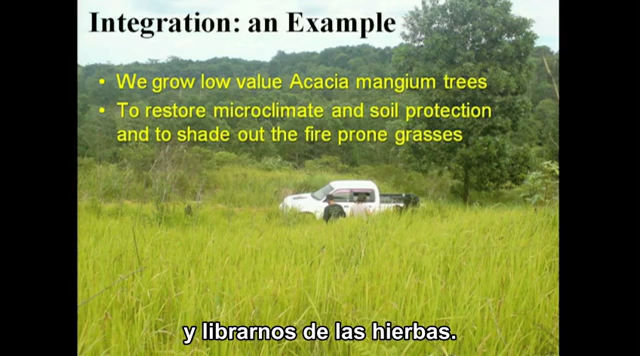 Integration: an Example
• We grow low value Acacia mangium trees
• To restore microclimate and soil protection
and to shade out the fire prone grasses
y librarnos de las hierbas.